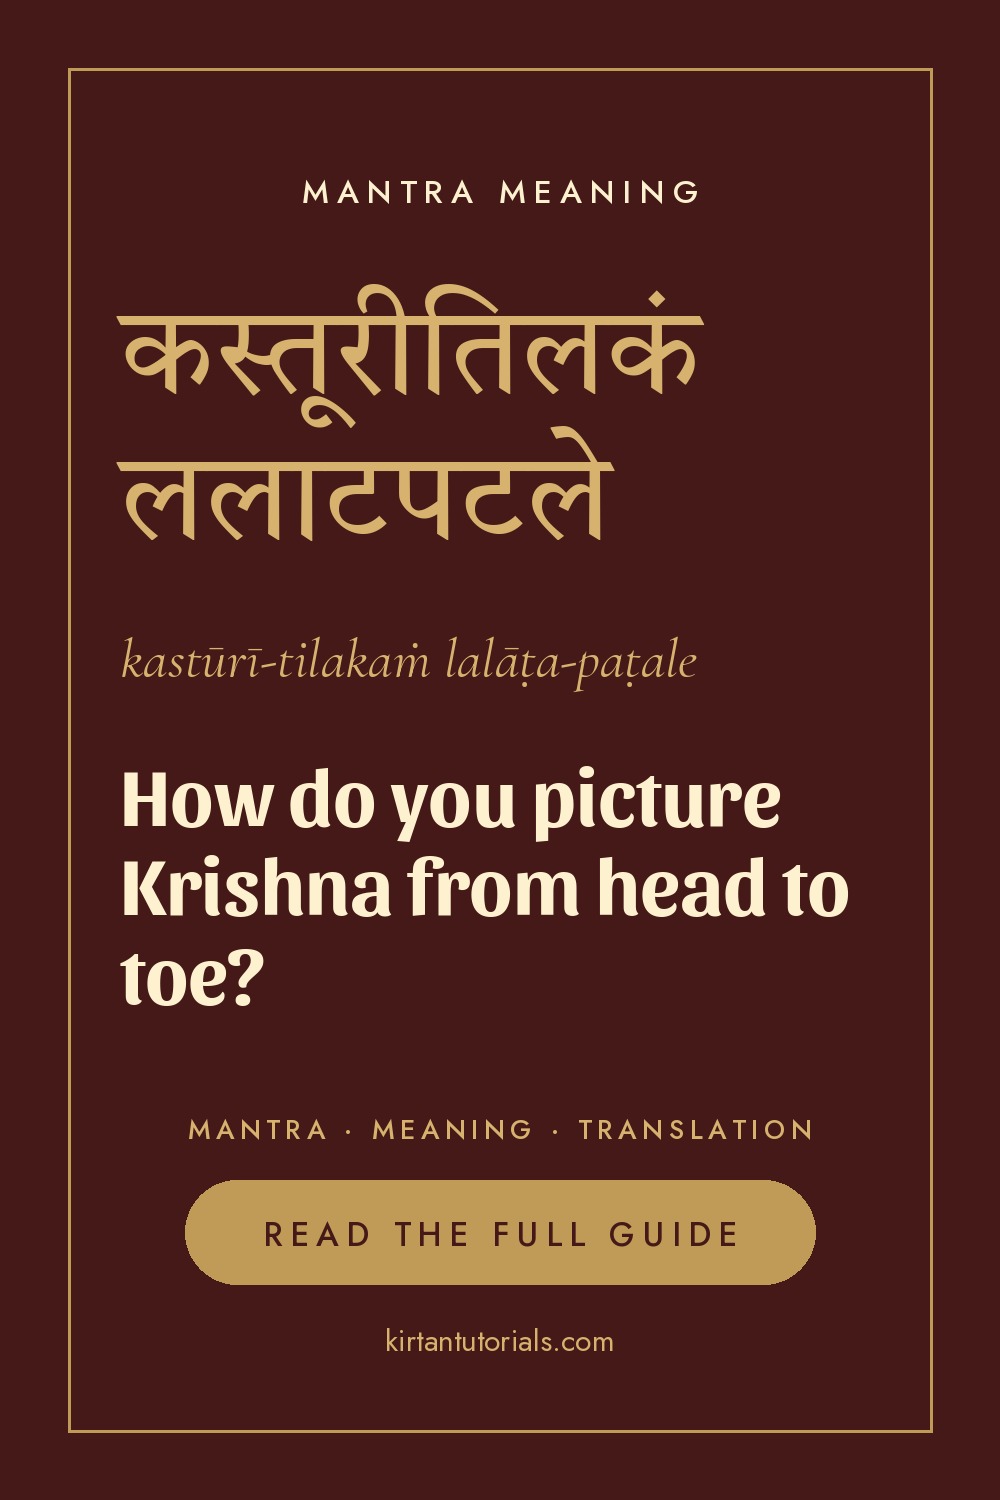 MANTRA MEANING
कस्तूरीतिलकं
ललाटपटले
kastūrī-tilakaṁ lalāṭa-paṭale
How do you picture
Krishna from head to
toe?
MANTRA · MEANING · TRANSLATION
READ THE FULL GUIDE
kirtantutorials.com